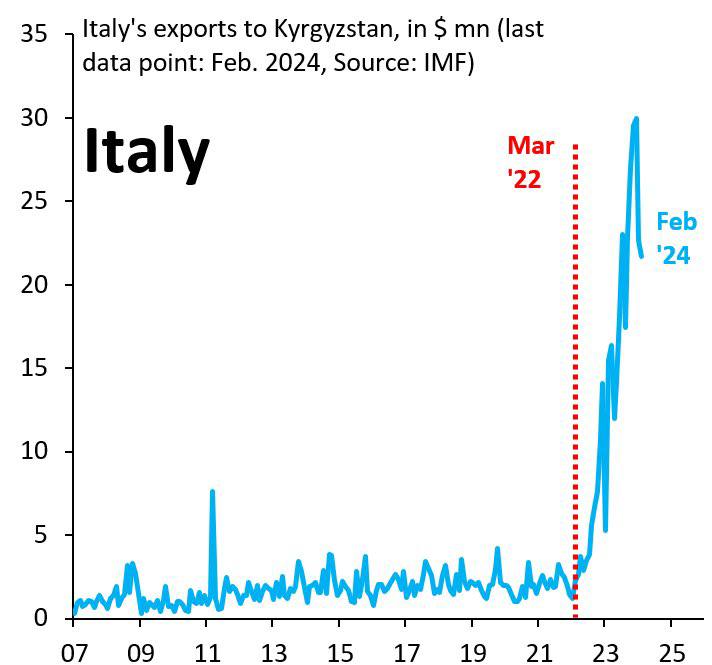 Italy's exports to Kyrgyzstan, in $ mn (last
data point: Feb. 2024, Source: IMF)
Italy
Mar
'22
Feb
'24
35
30
25
20
15
10
5
0
07 09 11 13 15 17 19 21 23 25